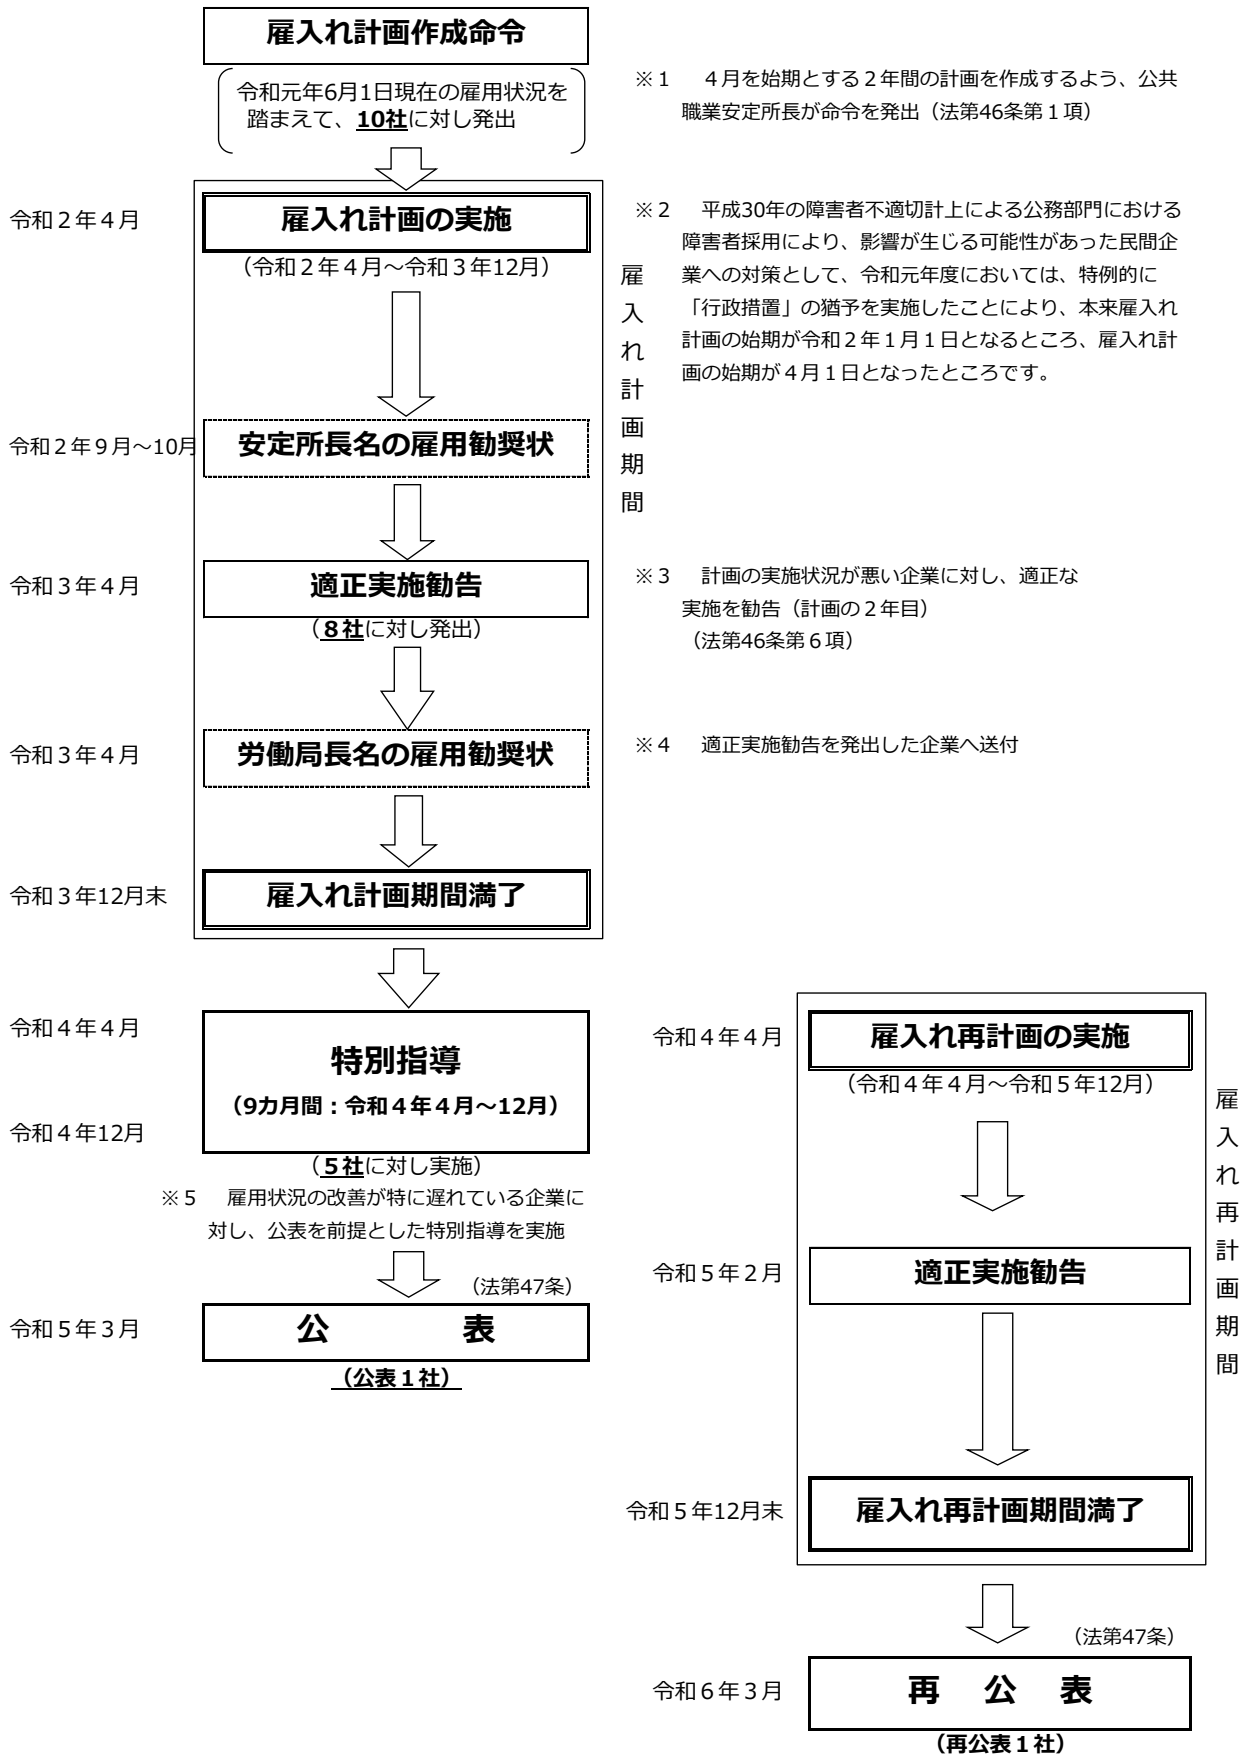 雇入れ計画作成命令
令和元年6月1日現在の雇用状況を
踏まえて、10社に対し発出
※１　４月を始期とする２年間の計画を作成するよう、公共
職業安定所長が命令を発出（法第46条第１項）
令和２年４月
雇入れ計画の実施
（令和２年４月～令和３年12月）
※２　平成30年の障害者不適切計上による公務部門における
障害者採用により、影響が生じる可能性があった民間企
業への対策として、令和元年度においては、特例的に
「行政措置」の猶予を実施したことにより、本来雇入れ
計画の始期が令和２年１月１日となるところ、雇入れ計
画の始期が４月１日となったところです。
雇入れ計画期間
令和２年９月～10月
安定所長名の雇用勧奨状
令和３年４月
適正実施勧告
（８社に対し発出）
※３　計画の実施状況が悪い企業に対し、適正な
実施を勧告（計画の２年目）
（法第46条第６項）
令和３年４月
労働局長名の雇用勧奨状
※４　適正実施勧告を発出した企業へ送付
令和３年12月末
雇入れ計画期間満了
令和４年４月
特別指導
（9カ月間：令和４年４月～12月）
令和４年12月
（５社に対し実施）
※５　雇用状況の改善が特に遅れている企業に
対し、公表を前提とした特別指導を実施
（法第47条）
令和５年３月
公　表
（公表１社）
令和４年４月
雇入れ再計画の実施
（令和４年４月～令和５年12月）
雇入れ再計画期間
令和５年２月
適正実施勧告
令和５年12月末
雇入れ再計画期間満了
（法第47条）
令和６年３月
再　公　表
（再公表１社）